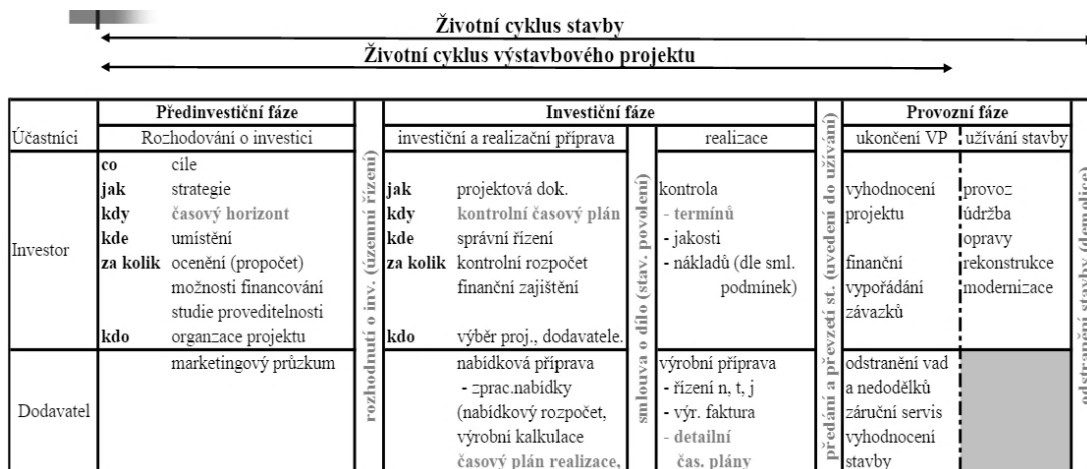 Životní cyklus stavby
Životní cyklus výstavbového projektu
Účastníci
Předinvestiční fáze
Rozhodování o investici
rozhodnutí o inv. (územní řízení)
Investiční fáze
investiční a realizační příprava
smlouva o dílo (stav. povolení)
realizace
předání a převzetí st. (uvedení do užívání)
Provozní fáze
ukončení VP
užívání stavby
odstranění stavby (demolice)
Investor
co cíle
jak strategie
kdy časový horizont
kde umístění
za kolik ocenění (propočet)
možnosti financování
studie proveditelnosti
kdo organzace projektu
jak projektová dok.
kdy kontrolní časový plán
kde správní řízení
za kolik kontrolní rozpočet
finanční zajištění
kdo výběr proj., dodavatele.
kontrola
- termínů
- jakosti
- nákladů (dle sml.
podmínek)
vyhodnocení
projektu
finanční
vypořádání
závazků
provoz
údržba
opravy
rekonstrukce
modernizace
Dodavatel
marketingový průzkum
nabídková příprava
- zprac.nabídky
(nabídkový rozpočet,
výrobní kalkulace
časový plán realizace,
výrobní příprava
- řízení n, t, j
- výr. faktura
- detailní
čas. plány
odstranění vad
a nedodělků
záruční servis
vyhodnocení
stavby